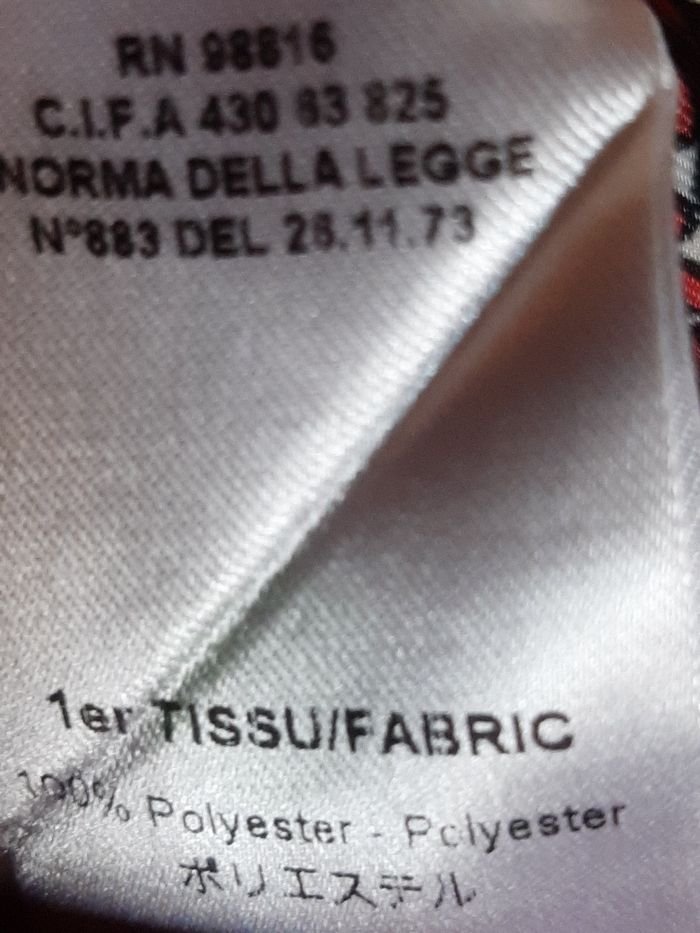 RN 98816
C.I.F.A 430 63 825
NORMA DELLA LEGGE
N°883 DEL 26.11.73
1er TISSU/FABRIC
100% Polyester - Polyester
ポリエステル